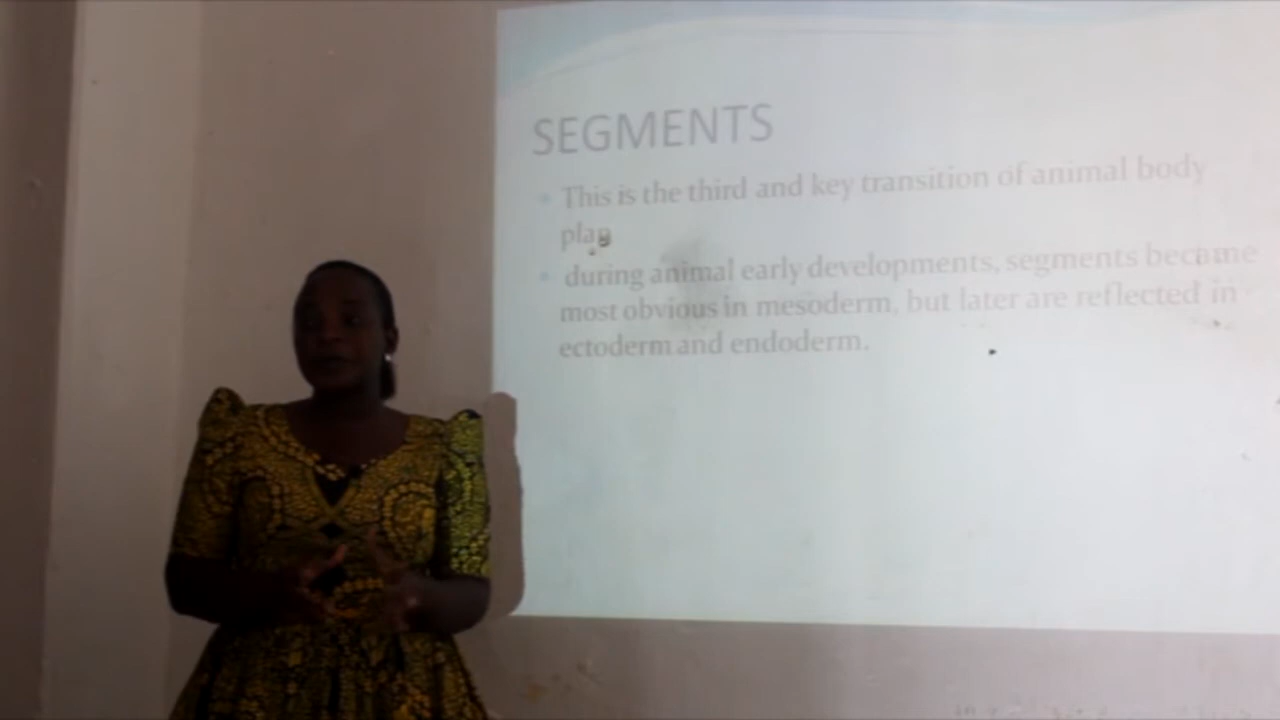 SEGMENTS
This is the third and key transition of animal body
plan
during animal early developments, segments became
most obvious in mesoderm, but later are reflected in
ectoderm and endoderm.